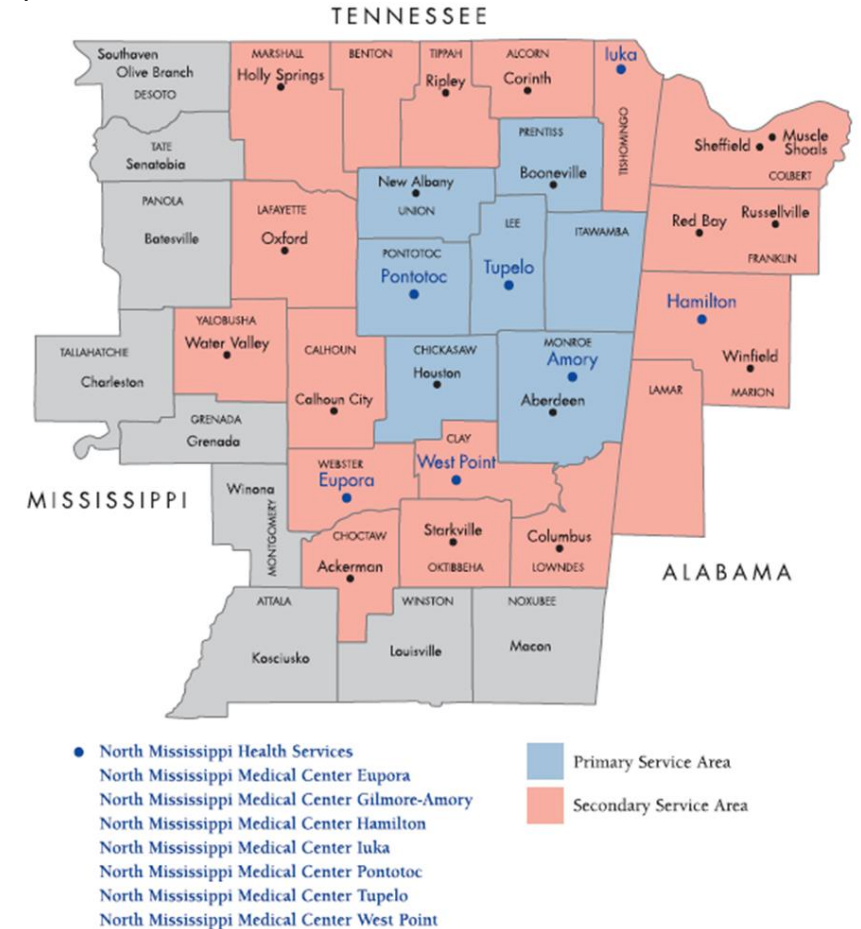 TENNESSEE
Southaven
Olive Branch
DESOTO
MARSHALL
Holly Springs
BENTON
TIPPAH
Ripley
ALCORN
Corinth
Iuka
TISHOMINGO
TATE
Senatobia
PRENTISS
Booneville
Sheffield
Muscle
Shoals
COLBERT
PANOLA
Batesville
LAFAYETTE
Oxford
New Albany
UNION
LEE
Tupelo
ITAWAMBA
Red Bay
Russellville
FRANKLIN
PONTOTOC
Pontotoc
Hamilton
Winfield
MARION
YALOBUSHA
Water Valley
TALLAHATCHIE
Charleston
CALHOUN
Calhoun City
CHICKASAW
Houston
MONROE
Amory
Aberdeen
LAMAR
GRENADA
Grenada
CLAY
West Point
WEBSTER
Eupora
MISSISSIPPI
Winona
MONTGOMERY
CHOCTAW
Ackerman
Starkville
OKTIBBEHA
Columbus
LOWNDES
ALABAMA
ATTALA
Kosciusko
WINSTON
Louisville
NOXUBEE
Macon
North Mississippi Health Services
North Mississippi Medical Center Eupora
North Mississippi Medical Center Gilmore-Amory
North Mississippi Medical Center Hamilton
North Mississippi Medical Center Iuka
North Mississippi Medical Center Pontotoc
North Mississippi Medical Center Tupelo
North Mississippi Medical Center West Point
Primary Service Area
Secondary Service Area